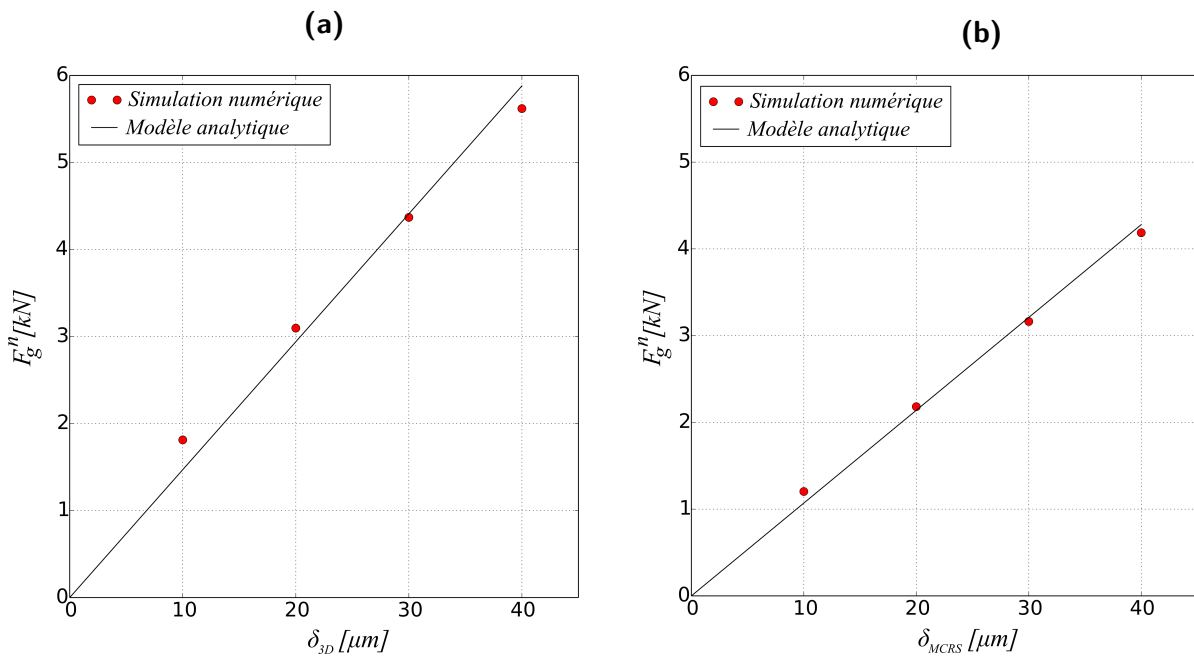 (a)
6
5
4
3
2
1
0
0 10 20 30 40
F_g^n [kN]
δ_3D [μm]
Simulation numérique
Modèle analytique
(b)
6
5
4
3
2
1
0
0 10 20 30 40
F_g^n [kN]
δ_MCRS [μm]
Simulation numérique
Modèle analytique